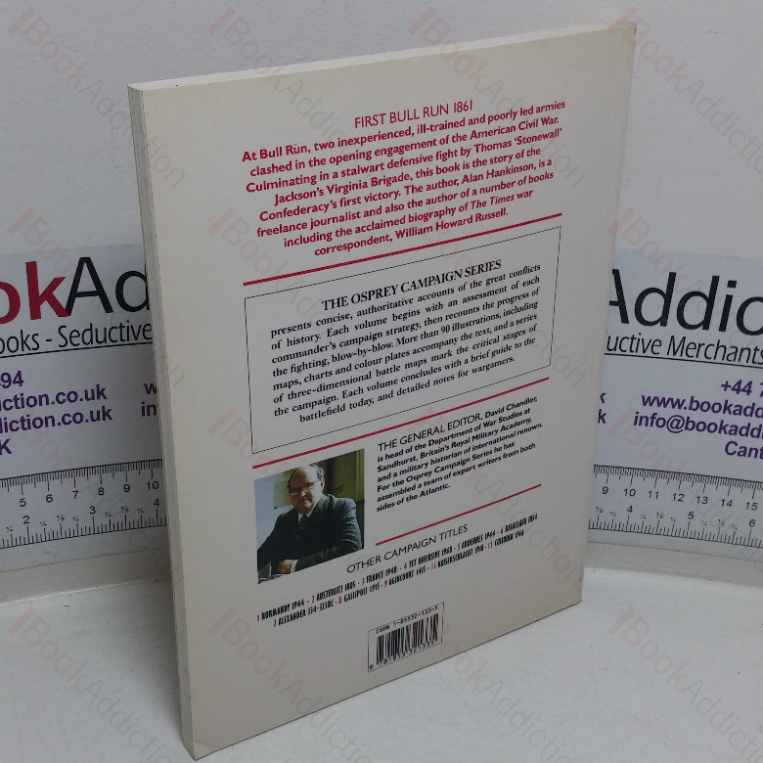 FIRST BULL RUN 1861
At Bull Run, two inexperienced, ill-trained and poorly led armies
clashed in the opening engagement of the American Civil War.
Culminating in a stalwart defensive fight by Thomas 'Stonewall'
Jackson's Virginia Brigade, this book is the story of the
Confederacy's first victory. The author, Alan Hankinson, is a
freelance journalist and also the author of a number of books
including the acclaimed biography of The Times war
correspondent, William Howard Russell.
THE OSPREY CAMPAIGN SERIES
presents concise, authoritative accounts of the great conflicts
of history. Each volume begins with an assessment of each
commander's campaign strategy, then recounts the progress of
the fighting, blow-by-blow. More than 90 illustrations, including
maps, charts and colour plates accompany the text, and a series
of three-dimensional battle maps mark the critical stages of
the campaign. Each volume concludes with a brief guide to the
battlefield today, and detailed notes for wargamers.
THE GENERAL EDITOR, David Chandler,
is head of the Department of War Studies at
Sandhurst, Britain's Royal Military Academy,
and a military historian of international renown.
For the Osprey Campaign Series he has
assembled a team of expert writers from both
sides of the Atlantic.
OTHER CAMPAIGN TITLES
1 NORMANDY 1944 · 2 AUSTERLITZ 1805 · 3 FRANCE 1940 · 4 TET OFFENSIVE 1968 · 5 ARDENNES 1944 · 6 BALACLAVA 1854
7 ALEXANDER 334-323BC · 8 GALLIPOLI 1915 · 9 AGINCOURT 1415 · 11 KAISERSCHLACHT 1918 · 12 CULLODEN 1746
ookAd
ooks - Seductive
494
diction.co.uk
diction.co.uk
K
Addic
uctive Merchants
+44 7
www.bookadd
info@bookaddi
Cant
BookAddiction